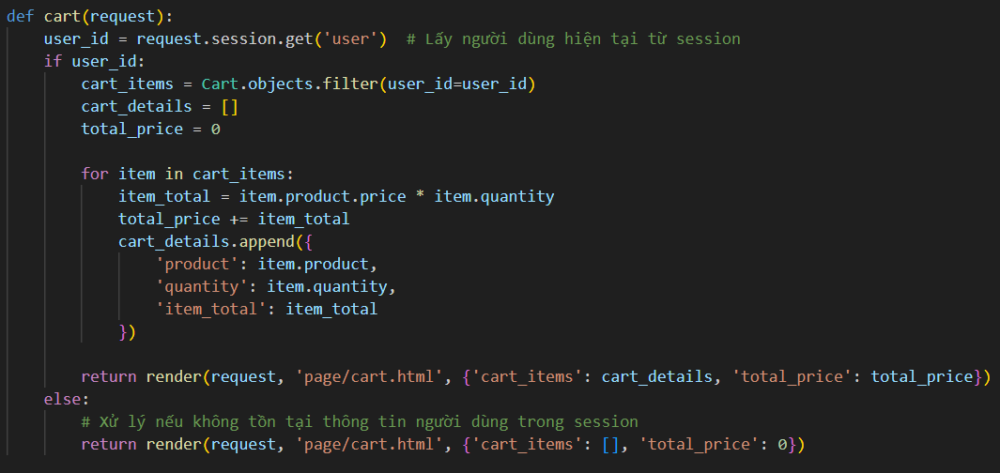 def cart(request):
    user_id = request.session.get('user')  # Lấy người dùng hiện tại từ session
    if user_id:
        cart_items = Cart.objects.filter(user_id=user_id)
        cart_details = []
        total_price = 0

        for item in cart_items:
            item_total = item.product.price * item.quantity
            total_price += item_total
            cart_details.append({
                'product': item.product,
                'quantity': item.quantity,
                'item_total': item_total
            })

        return render(request, 'page/cart.html', {'cart_items': cart_details, 'total_price': total_price})
    else:
        # Xử lý nếu không tồn tại thông tin người dùng trong session
        return render(request, 'page/cart.html', {'cart_items': [], 'total_price': 0})